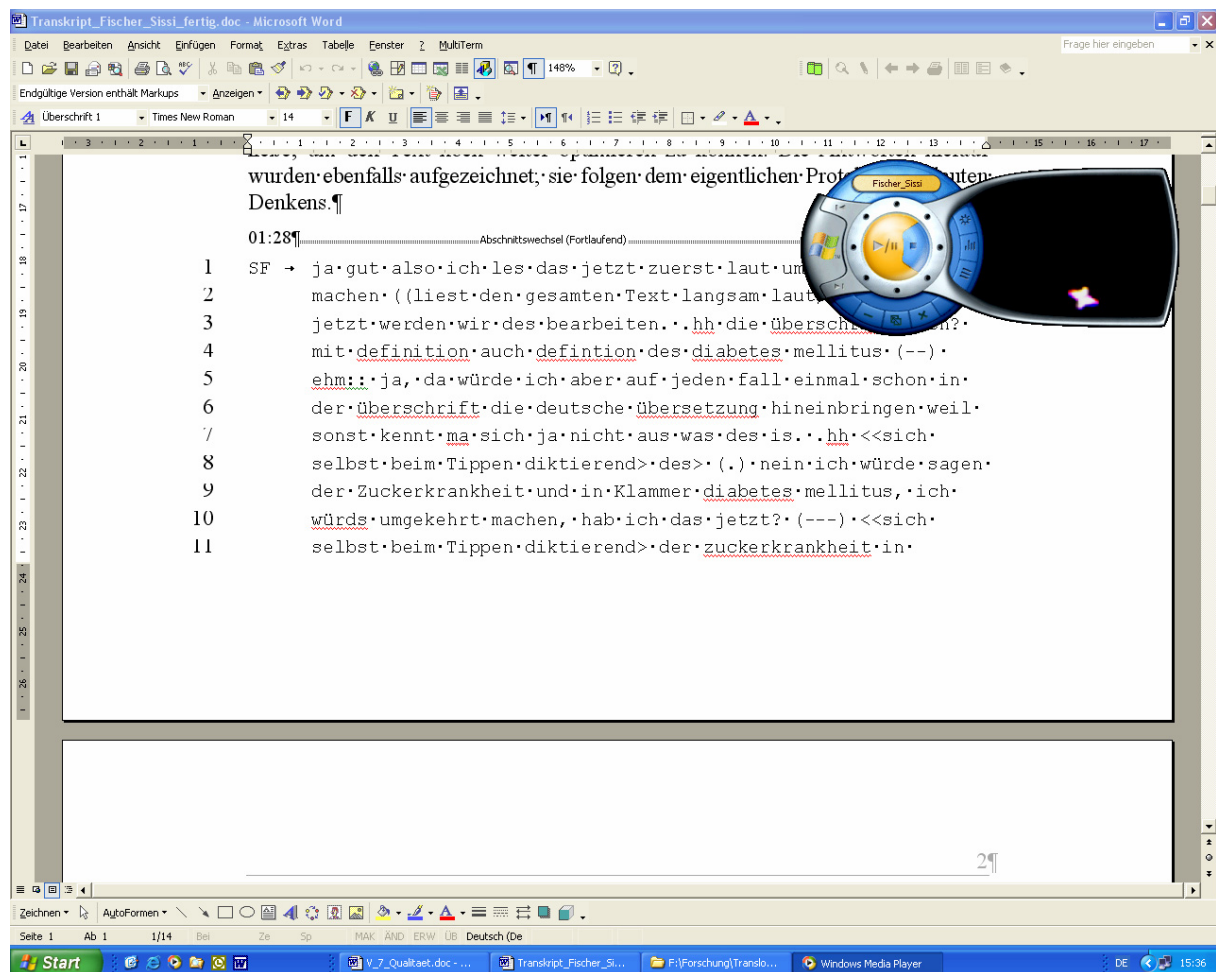 Transkript_Fischer_Sissi_fertig.doc - Microsoft Word
Datei Bearbeiten Ansicht Einfügen Format Extras Tabelle Fenster ? MultiTerm Frage hier eingeben
148%
Endgültige Version enthält Markups Anzeigen
Überschrift 1 Times New Roman 14 F K U
wurden·ebenfalls·aufgezeichnet;·sie·folgen·dem·eigentlichen·
Denkens.¶
01:28¶ Abschnittswechsel (Fortlaufend)
Fischer_Sissi
1 SF → ja·gut·also·ich·les·das·jetzt·zuerst·laut·
2 machen·((liest·den·gesamten·Text·langsam·laut
3 jetzt·werden·wir·des·bearbeiten.·.hh·die·
4 mit·definition·auch·defintion·des·diabetes·mellitus·(--)·
5 ehm::·ja,·da·würde·ich·aber·auf·jeden·fall·einmal·schon·in·
6 der·überschrift·die·deutsche·übersetzung·hineinbringen·weil·
7 sonst·kennt·ma·sich·ja·nicht·aus·was·des·is.·.hh·<<sich·
8 selbst·beim·Tippen·diktierend>·des>·(.)·nein·ich·würde·sagen·
9 der·Zuckerkrankheit·und·in·Klammer·diabetes·mellitus,·ich·
10 würds·umgekehrt·machen,·hab·ich·das·jetzt?·(---)·<<sich·
11 selbst·beim·Tippen·diktierend>·der·zuckerkrankheit·in·
2¶
Zeichnen AutoFormen
Seite 1 Ab 1 1/14 Bei Ze Sp MAK ÄND ERW ÜB Deutsch (De
Start V_7_Qualitaet.doc - ... Transkript_Fischer_Si... F:\Forschung\Translo... Windows Media Player DE 15:36